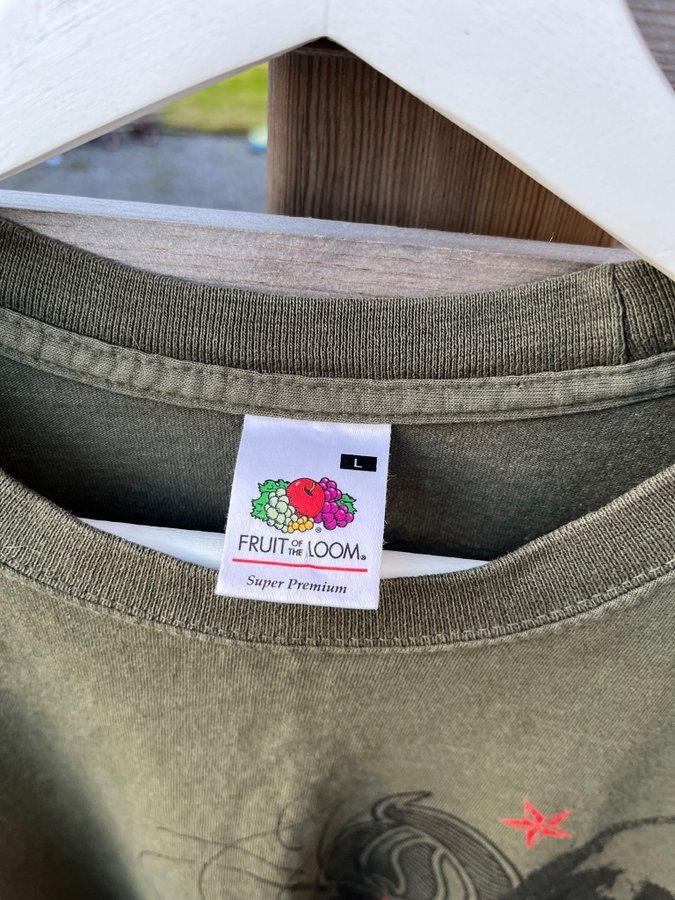 L
®
FRUIT OF THE LOOM®
Super Premium